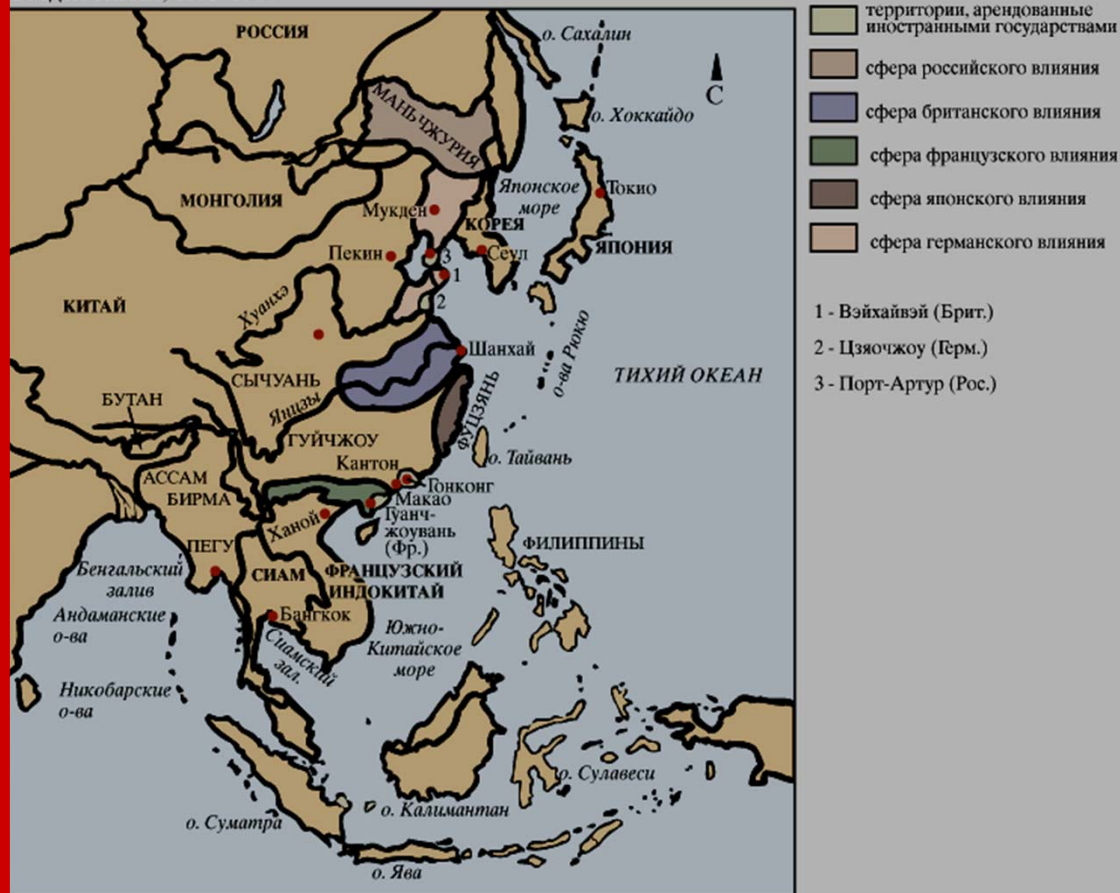 территории, арендованные
иностранными государствами
сфера российского влияния
сфера британского влияния
сфера французского влияния
сфера японского влияния
сфера германского влияния
1 - Вэйхайвэй (Брит.)
2 - Цзяочжоу (Герм.)
3 - Порт-Артур (Рос.)
РОССИЯ
о. Сахалин
С
МАНЬЧЖУРИЯ
о. Хоккайдо
МОНГОЛИЯ
Японское
море
Токио
Мукден
КОРЕЯ
ЯПОНИЯ
Пекин
3
Сеул
1
2
КИТАЙ
Хуанхэ
Шанхай
о-ва Рюкю
ТИХИЙ ОКЕАН
СЫЧУАНЬ
Янцзы
БУТАН
ФУЦЗЯНЬ
ГУЙЧЖОУ
о. Тайвань
Кантон
АССАМ
Гонконг
БИРМА
Макао
Гуанч-
жоувань
(Фр.)
Ханой
ФИЛИППИНЫ
ПЕГУ
Бенгальский
залив
СИАМ
ФРАНЦУЗСКИЙ
ИНДОКИТАЙ
Андаманские
о-ва
Бангкок
Южно-
Китайское
море
Сиамский
зал.
Никобарские
о-ва
о. Сулавеси
о. Калимантан
о. Суматра
о. Ява